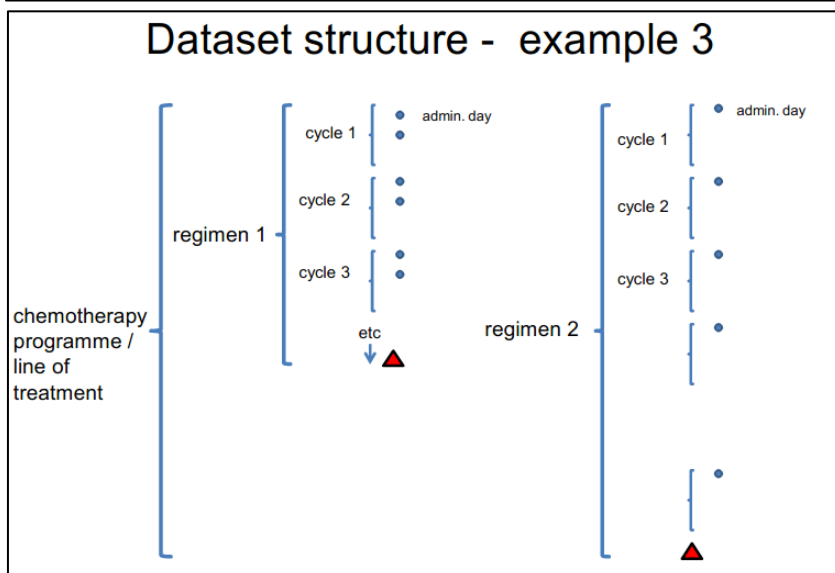 Dataset structure -  example 3
admin. day
cycle 1
cycle 2
regimen 1
cycle 3
etc
chemotherapy
programme /
line of
treatment
admin. day
cycle 1
cycle 2
cycle 3
regimen 2